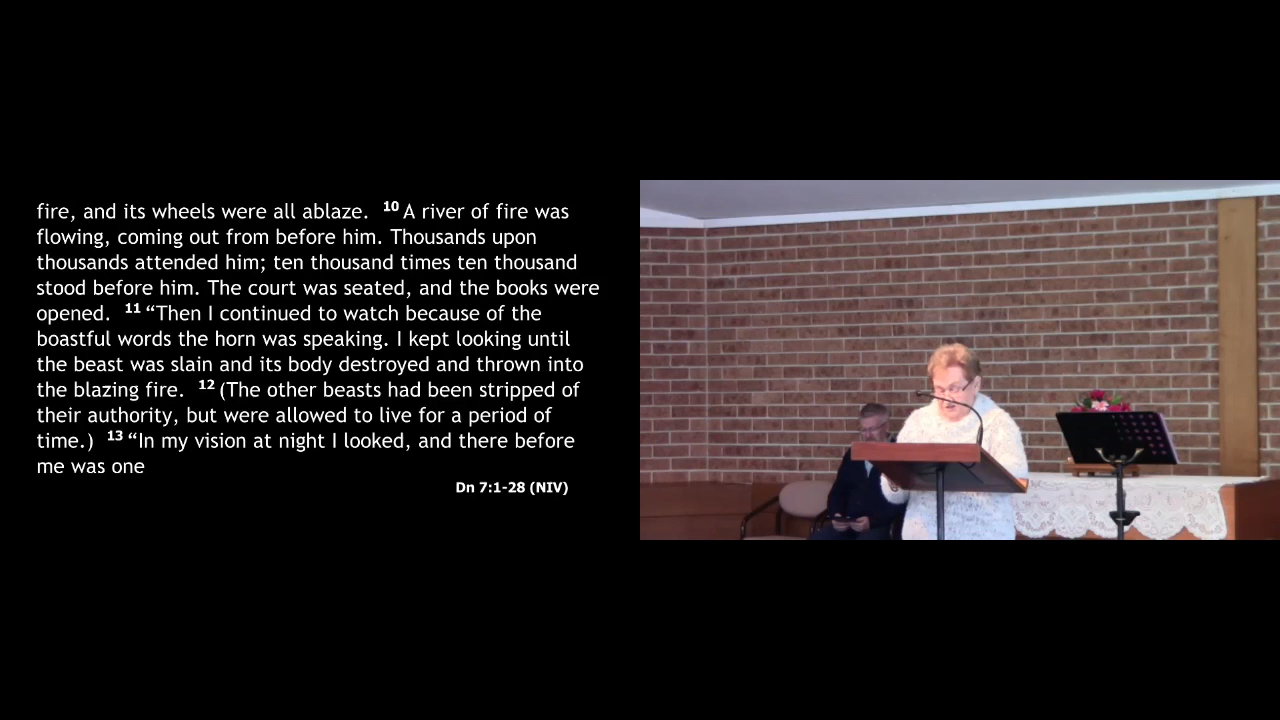 fire, and its wheels were all ablaze. 10 A river of fire was
flowing, coming out from before him. Thousands upon
thousands attended him; ten thousand times ten thousand
stood before him. The court was seated, and the books were
opened. 11 “Then I continued to watch because of the
boastful words the horn was speaking. I kept looking until
the beast was slain and its body destroyed and thrown into
the blazing fire. 12 (The other beasts had been stripped of
their authority, but were allowed to live for a period of
time.) 13 “In my vision at night I looked, and there before
me was one
Dn 7:1-28 (NIV)